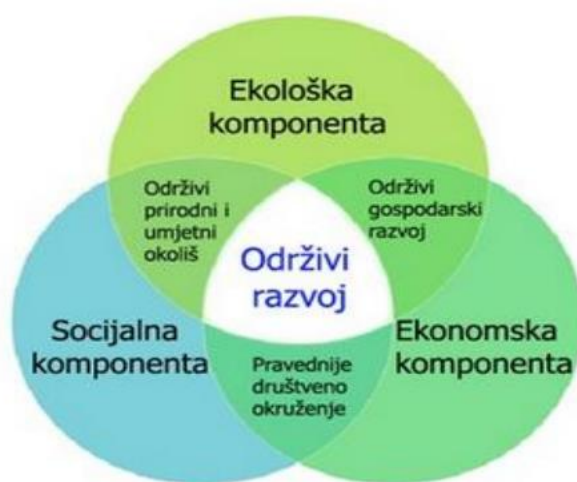 Ekološka
komponenta
Održivi
prirodni i
umjetni
okoliš
Održivi
gospodarski
razvoj
Održivi
razvoj
Socijalna
komponenta
Ekonomska
komponenta
Pravednije
društveno
okruženje